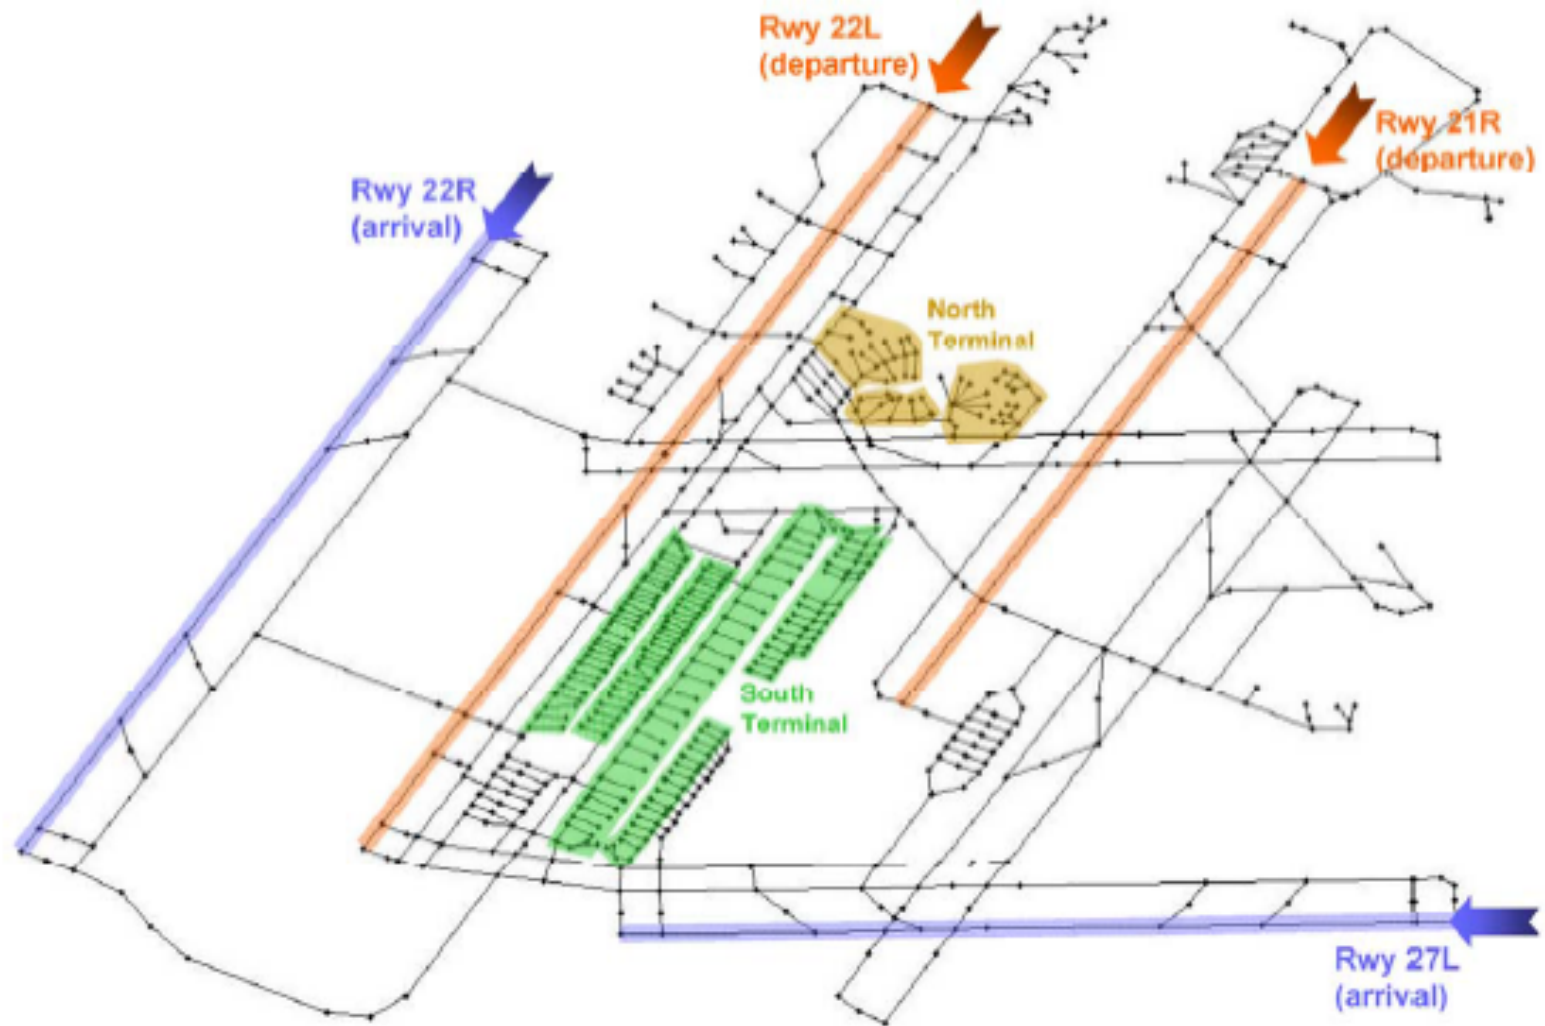 Rwy 22L
(departure)
Rwy 21R
(departure)
Rwy 22R
(arrival)
North
Terminal
South
Terminal
Rwy 27L
(arrival)